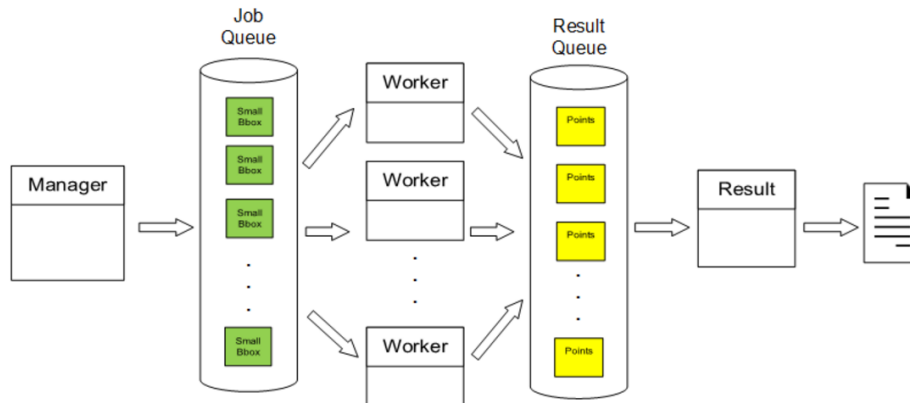 Job
Queue
Result
Queue
Manager
Small
Bbox
Small
Bbox
Small
Bbox
Small
Bbox
Worker
Worker
Worker
Points
Points
Points
Points
Result